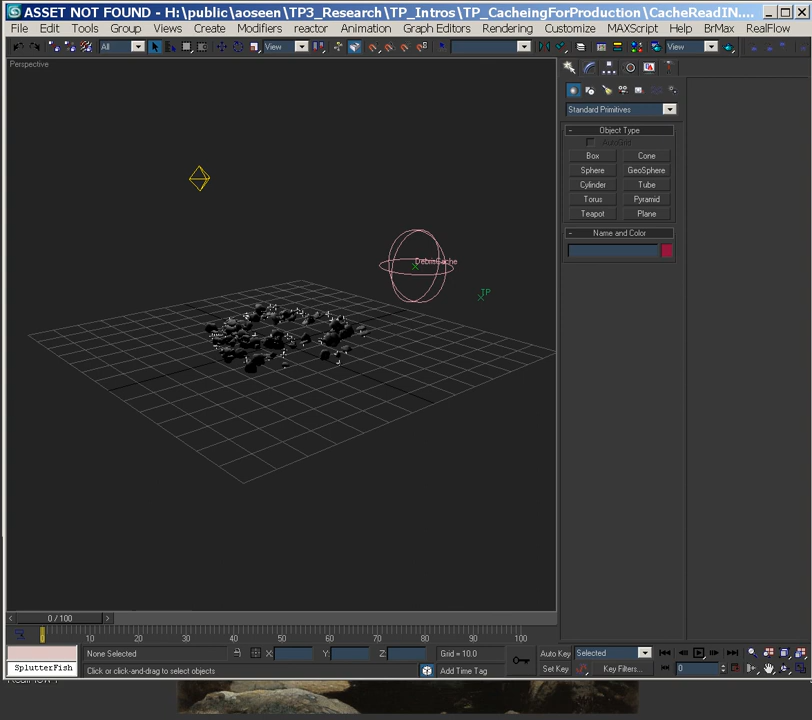 ASSET NOT FOUND - H:\public\aoseen\TP3_Research\TP_Intros\TP_CacheingForProduction\CacheReadIN....
File Edit Tools Group Views Create Modifiers reactor Animation Graph Editors Rendering Customize MAXScript Help BrMax RealFlow
All View View
Perspective
Standard Primitives
- Object Type
AutoGrid
Box Cone
Sphere GeoSphere
Cylinder Tube
Torus Pyramid
Teapot Plane
- Name and Color
DebrisCache
TP
0 / 100
10 20 30 40 50 60 70 80 90 100
None Selected X: Y: Z: Grid = 10.0 Auto Key Selected
SplutterFish Click or click-and-drag to select objects Add Time Tag Set Key Key Filters... 0